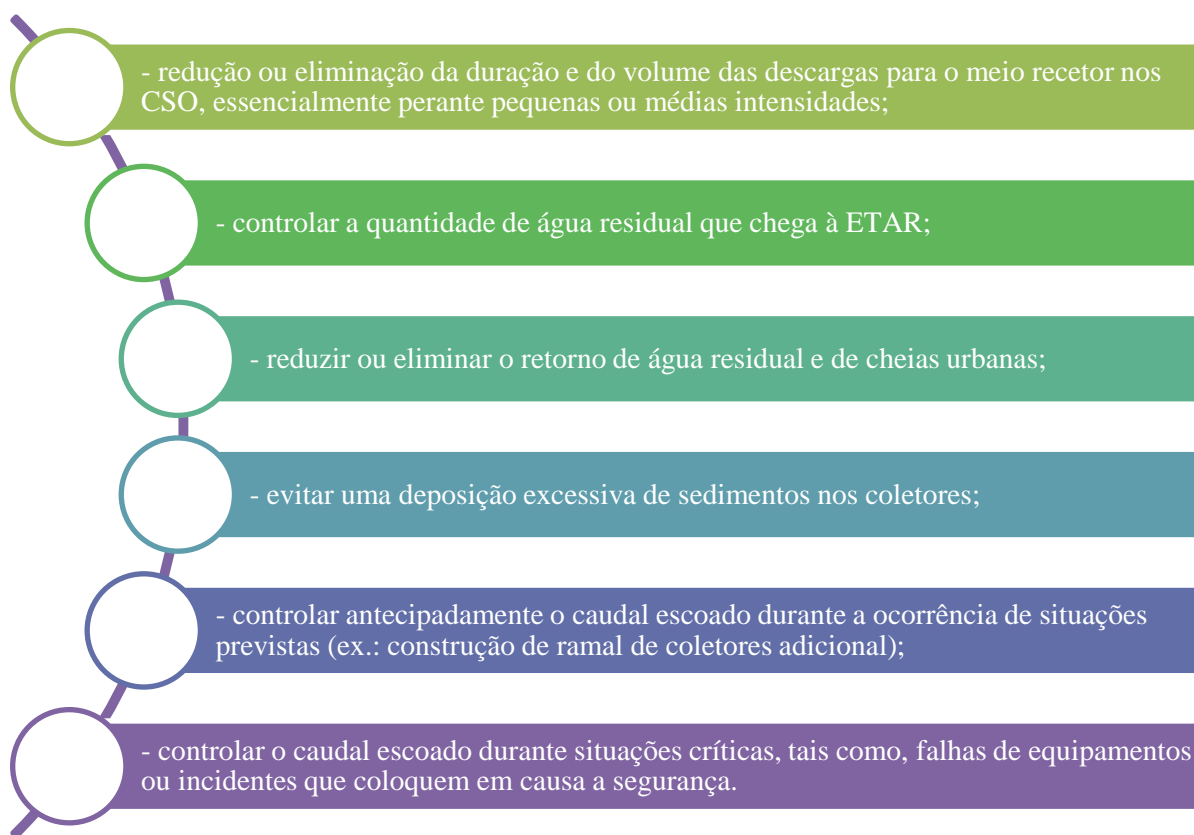 - redução ou eliminação da duração e do volume das descargas para o meio recetor nos
CSO, essencialmente perante pequenas ou médias intensidades;
- controlar a quantidade de água residual que chega à ETAR;
- reduzir ou eliminar o retorno de água residual e de cheias urbanas;
- evitar uma deposição excessiva de sedimentos nos coletores;
- controlar antecipadamente o caudal escoado durante a ocorrência de situações
previstas (ex.: construção de ramal de coletores adicional);
- controlar o caudal escoado durante situações críticas, tais como, falhas de equipamentos
ou incidentes que coloquem em causa a segurança.